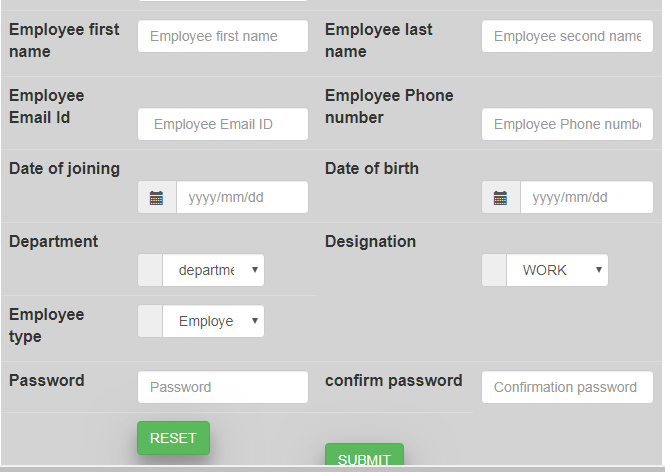 Employee first name Employee first name Employee last name Employee second name
Employee Email Id Employee Email ID Employee Phone number Employee Phone numb
Date of joining yyyy/mm/dd Date of birth yyyy/mm/dd
Department departme Designation WORK
Employee type Employe
Password Password confirm password Confirmation password
RESET
SUBMIT